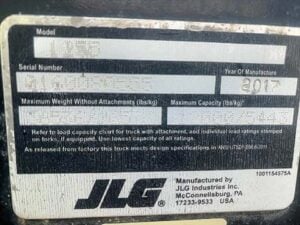 Model
1055
Serial Number
Year Of Manufacture
2017
Maximum Weight Without Attachments (lbs/kg)
Maximum Capacity (lbs/kg)
• Refer to load capacity chart for truck with attachment, and individual load ratings stamped
on forks, if equipped. Use lowest capacity of all ratings.
As released from factory this truck meets design specifications in ANSI/ITSDF
JLG®
Manufactured by
JLG Industries Inc.
McConnellsburg, PA
17233-9533 USA
1001154575A